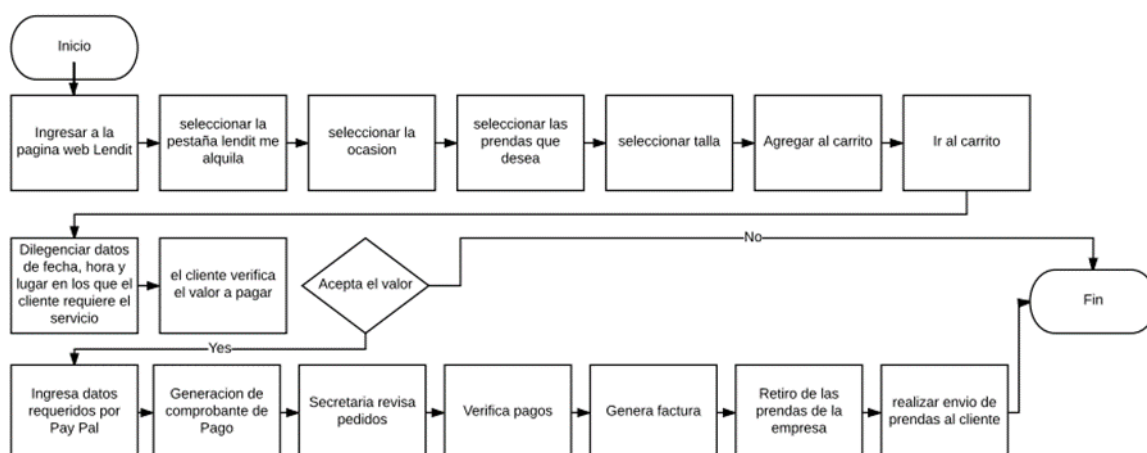 Inicio
Ingresar a la
pagina web Lendit
seleccionar la
pestaña lendit me
alquila
seleccionar la
ocasion
seleccionar las
prendas que
desea
seleccionar talla
Agregar al carrito
Ir al carrito
Dilegenciar datos
de fecha, hora y
lugar en los que el
cliente requiere el
servicio
el cliente verifica
el valor a pagar
Acepta el valor
No
Fin
Yes
Ingresa datos
requeridos por
Pay Pal
Generacion de
comprobante de
Pago
Secretaria revisa
pedidos
Verifica pagos
Genera factura
Retiro de las
prendas de la
empresa
realizar envio de
prendas al cliente